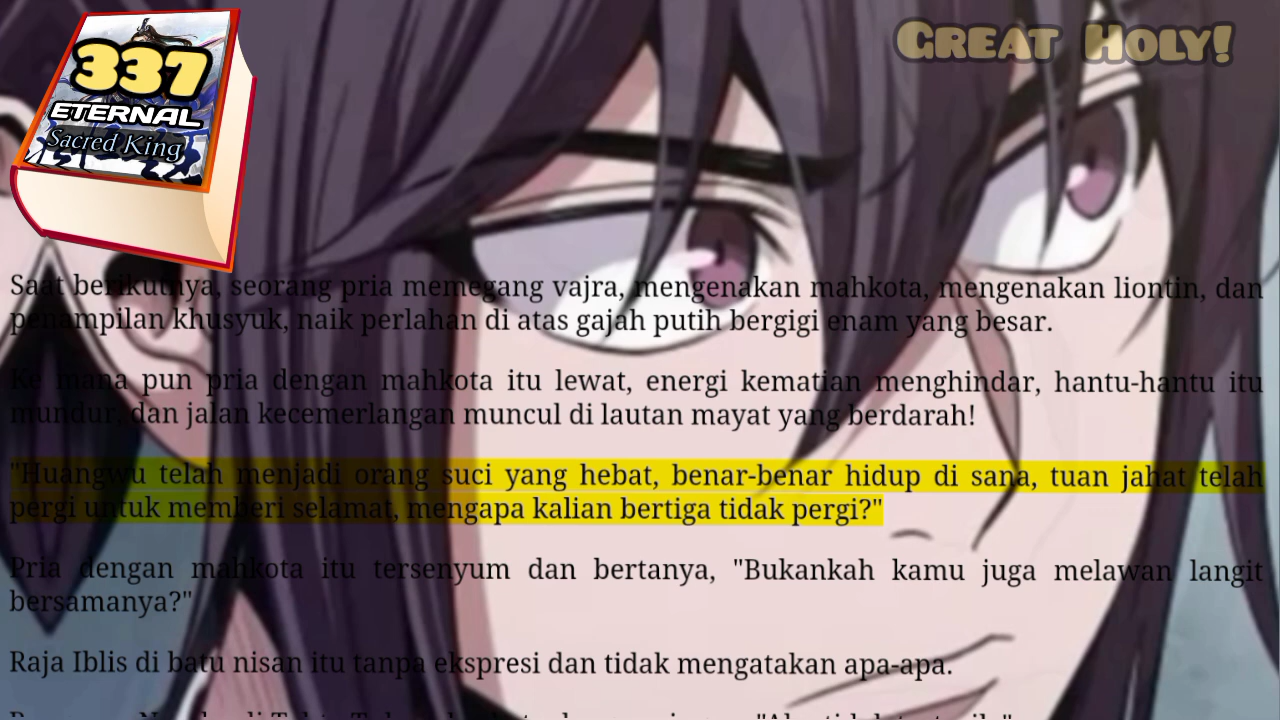 GREAT HOLY!
337
ETERNAL
Sacred King
Saat berikutnya, seorang pria memegang vajra, mengenakan mahkota, mengenakan liontin, dan
penampilan khusyuk, naik perlahan di atas gajah putih bergigi enam yang besar.
Ke mana pun pria dengan mahkota itu lewat, energi kematian menghindar, hantu-hantu itu
mundur, dan jalan kecemerlangan muncul di lautan mayat yang berdarah!
"Huangwu telah menjadi orang suci yang hebat, benar-benar hidup di sana, tuan jahat telah
pergi untuk memberi selamat, mengapa kalian bertiga tidak pergi?"
Pria dengan mahkota itu tersenyum dan bertanya, "Bukankah kamu juga melawan langit
bersamanya?"
Raja Iblis di batu nisan itu tanpa ekspresi dan tidak mengatakan apa-apa.